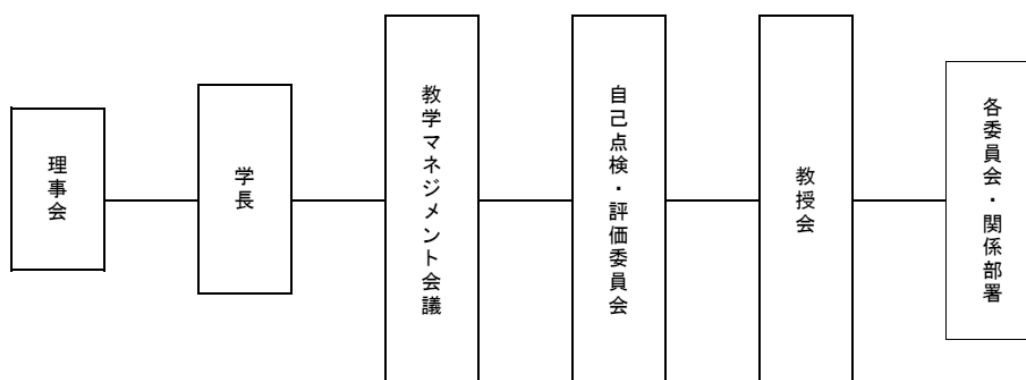 理事会
学長
教学マネジメント会議
自己点検・評価委員会
教授会
各委員会・関係部署